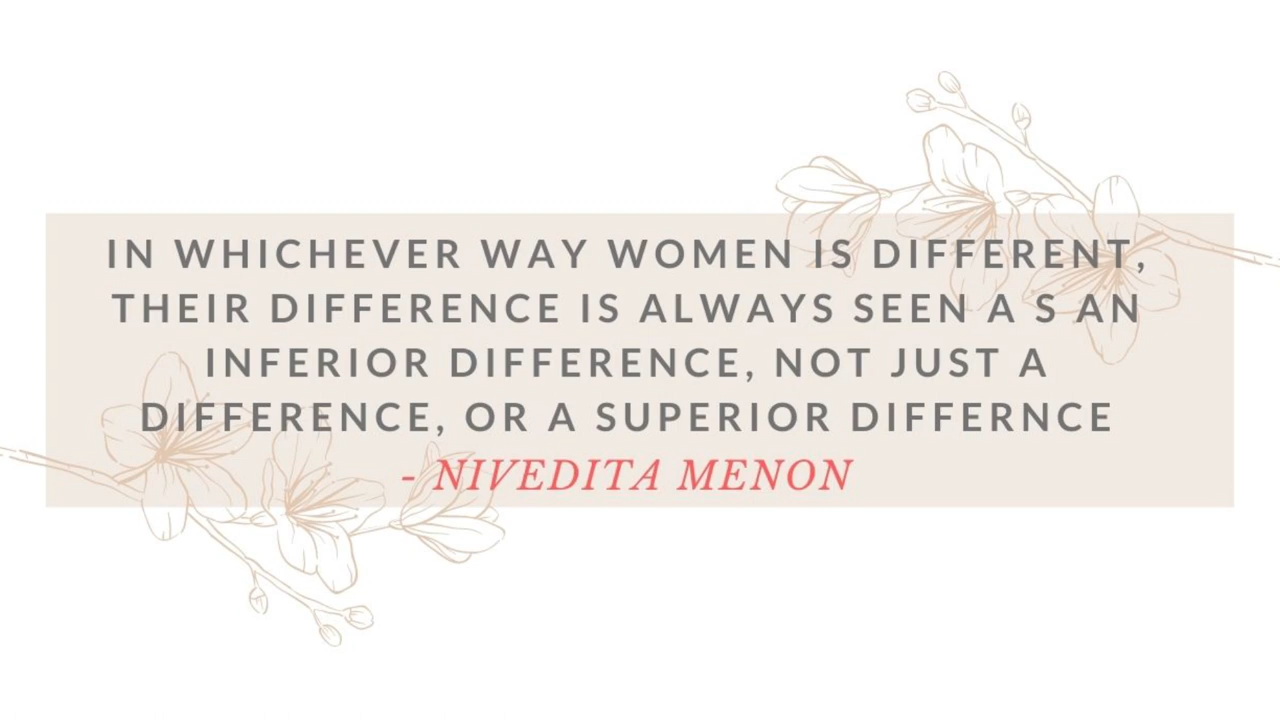 IN WHICHEVER WAY WOMEN IS DIFFERENT,
THEIR DIFFERENCE IS ALWAYS SEEN A S AN
INFERIOR DIFFERENCE, NOT JUST A
DIFFERENCE, OR A SUPERIOR DIFFERNCE
- NIVEDITA MENON